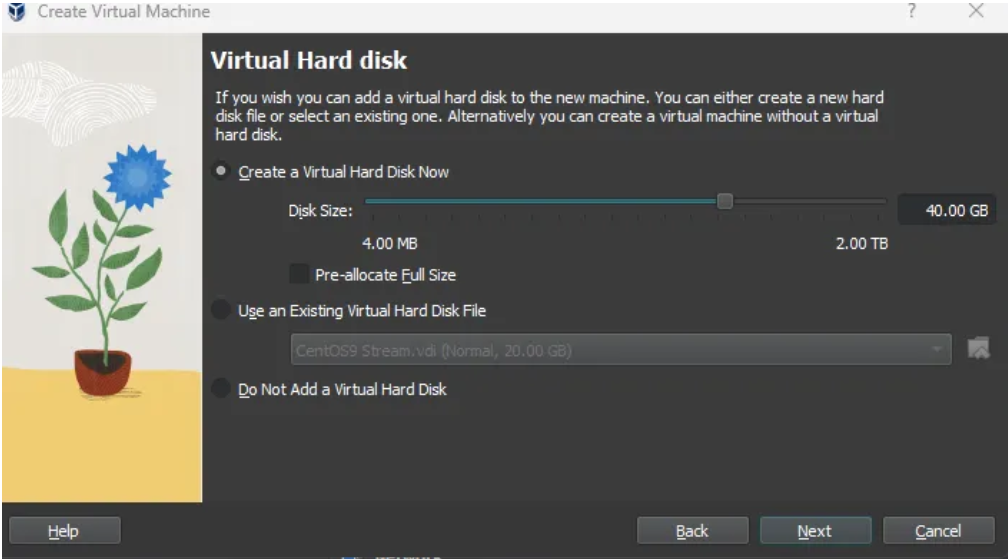 Create Virtual Machine
?
Virtual Hard disk
If you wish you can add a virtual hard disk to the new machine. You can either create a new hard
disk file or select an existing one. Alternatively you can create a virtual machine without a virtual
hard disk.
Create a Virtual Hard Disk Now
Disk Size:
40.00 GB
4.00 MB
2.00 TB
Pre-allocate Full Size
Use an Existing Virtual Hard Disk File
CentOS9 Stream.vdi (Normal, 20.00 GB)
Do Not Add a Virtual Hard Disk
Help
Back
Next
Cancel